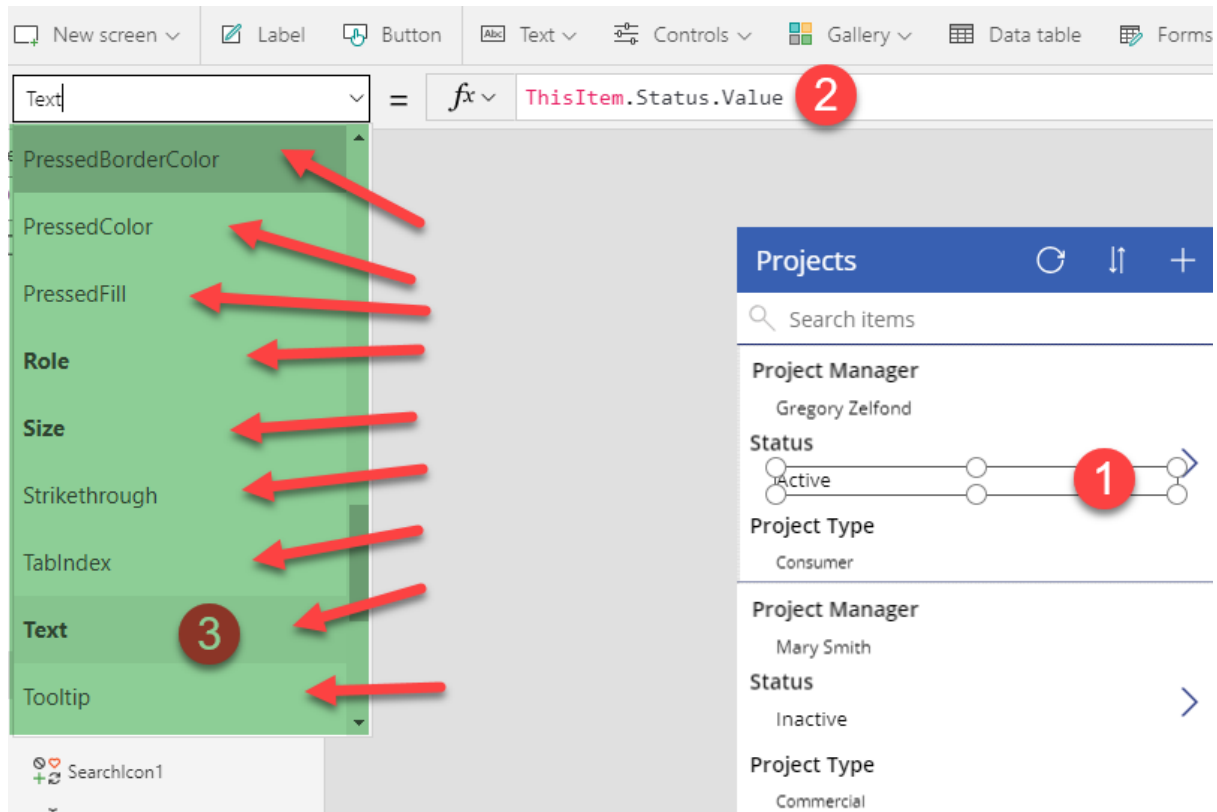 New screen Label Button Abc Text Controls Gallery Data table Forms
Text = fx ThisItem.Status.Value 2
PressedBorderColor
PressedColor
PressedFill
Role
Size
Strikethrough
TabIndex
Text 3
Tooltip
SearchIcon1
Projects
Search items
Project Manager
Gregory Zelfond
Status
Active 1
Project Type
Consumer
Project Manager
Mary Smith
Status
Inactive
Project Type
Commercial